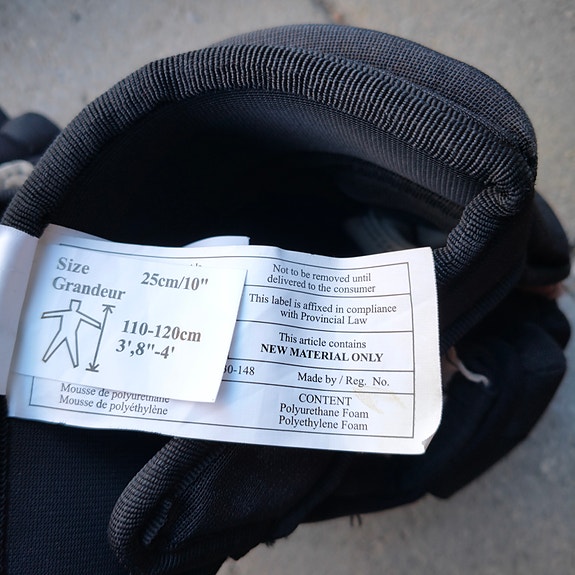 Size
Grandeur
25cm/10"
110-120cm
3',8"-4'
Not to be removed until
delivered to the consumer
This label is affixed in compliance
with Provincial Law
This article contains
NEW MATERIAL ONLY
0-148 Made by / Reg. No.
Mousse de polyuréthane
Mousse de polyéthylène
CONTENT
Polyurethane Foam
Polyethylene Foam